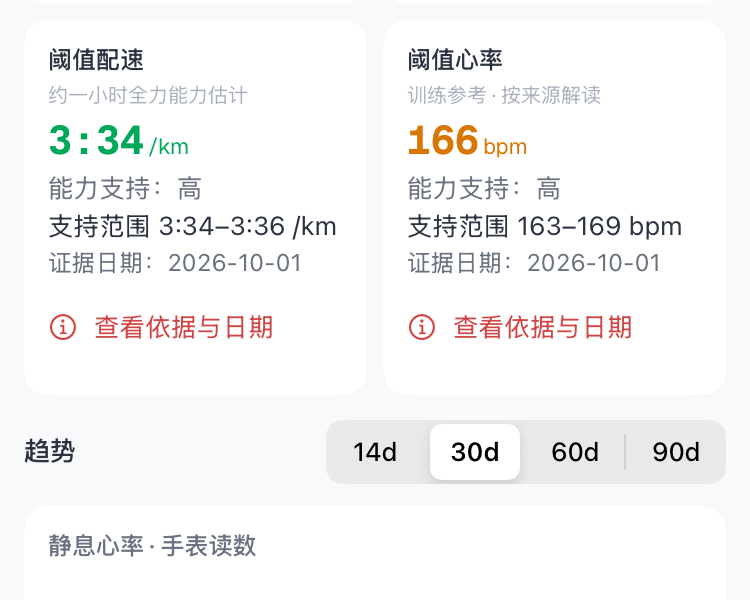 阈值配速
约一小时全力能力估计
3:34 /km
能力支持：高
支持范围 3:34–3:36 /km
证据日期：2026-10-01
查看依据与日期
阈值心率
训练参考 · 按来源解读
166 bpm
能力支持：高
支持范围 163–169 bpm
证据日期：2026-10-01
查看依据与日期
趋势
14d 30d 60d 90d
静息心率 · 手表读数